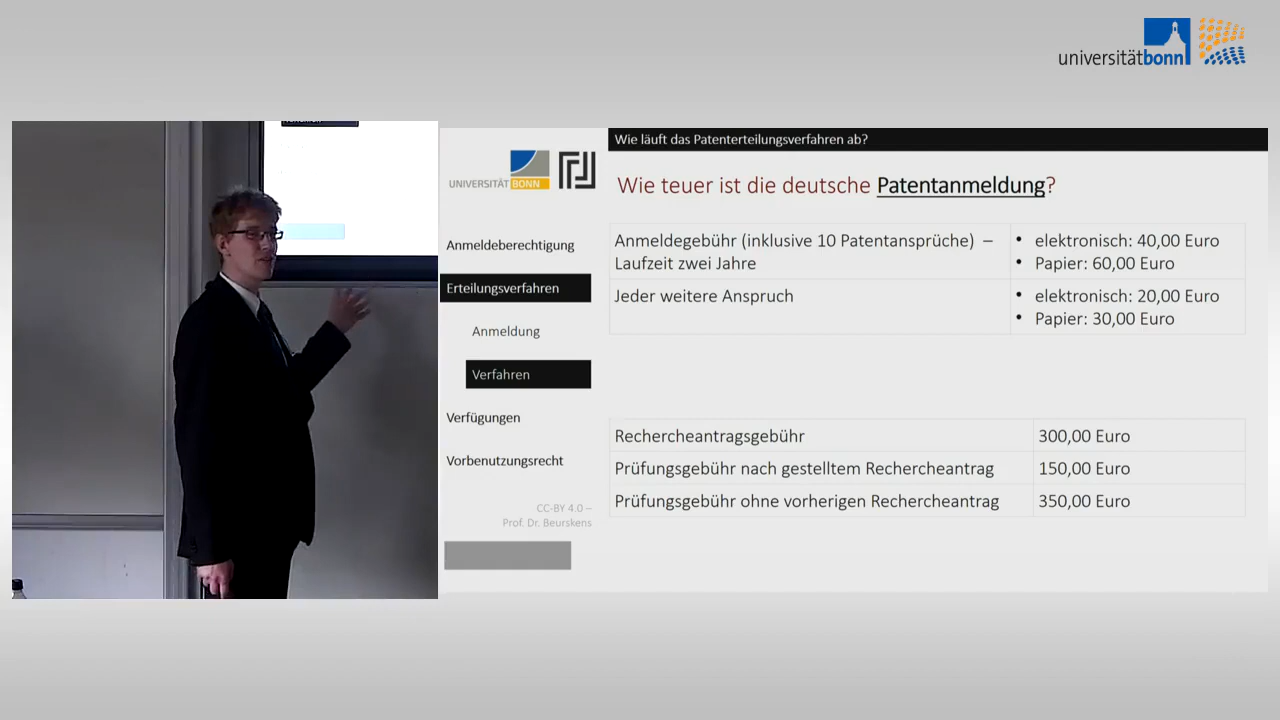 universitätbonn
Wie läuft das Patenterteilungsverfahren ab?
UNIVERSITÄT BONN
Wie teuer ist die deutsche Patentanmeldung?
Anmeldeberechtigung
Erteilungsverfahren
Anmeldung
Verfahren
Verfügungen
Vorbenutzungsrecht
CC-BY 4.0 –
Prof. Dr. Beurskens
Anmeldegebühr (inklusive 10 Patentansprüche) –
Laufzeit zwei Jahre
• elektronisch: 40,00 Euro
• Papier: 60,00 Euro
Jeder weitere Anspruch
• elektronisch: 20,00 Euro
• Papier: 30,00 Euro
Rechercheantragsgebühr 300,00 Euro
Prüfungsgebühr nach gestelltem Rechercheantrag 150,00 Euro
Prüfungsgebühr ohne vorherigen Rechercheantrag 350,00 Euro